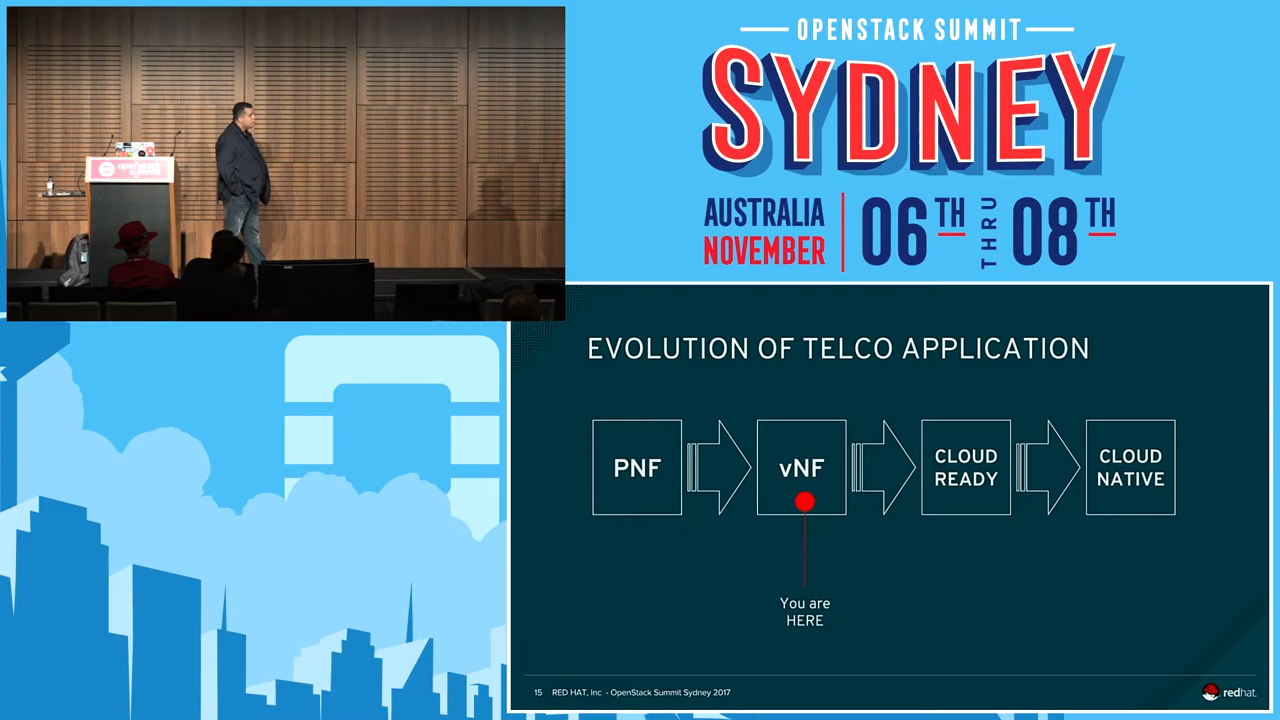 OPENSTACK SUMMIT
SYDNEY
AUSTRALIA
NOVEMBER
06TH
THRU
08TH
openstack
EVOLUTION OF TELCO APPLICATION
PNF
vNF
CLOUD
READY
CLOUD
NATIVE
You are
HERE
15 RED HAT, Inc - OpenStack Summit Sydney 2017
redhat.